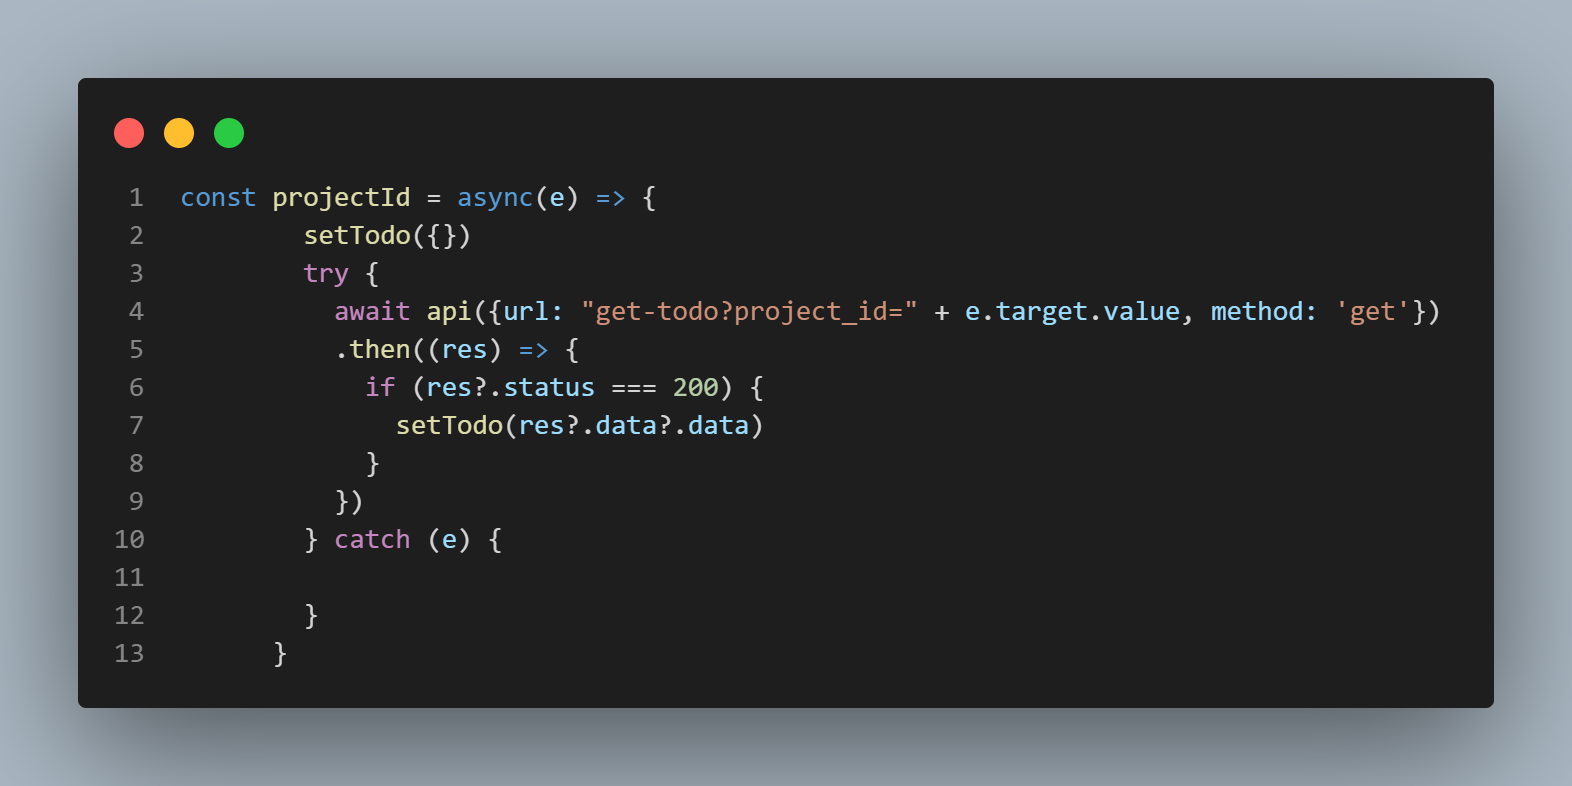 1 const projectId = async(e) => {
2 setTodo({})
3 try {
4 await api({url: "get-todo?project_id=" + e.target.value, method: 'get'})
5 .then((res) => {
6 if (res?.status === 200) {
7 setTodo(res?.data?.data)
8 }
9 })
10 } catch (e) {
11
12 }
13 }